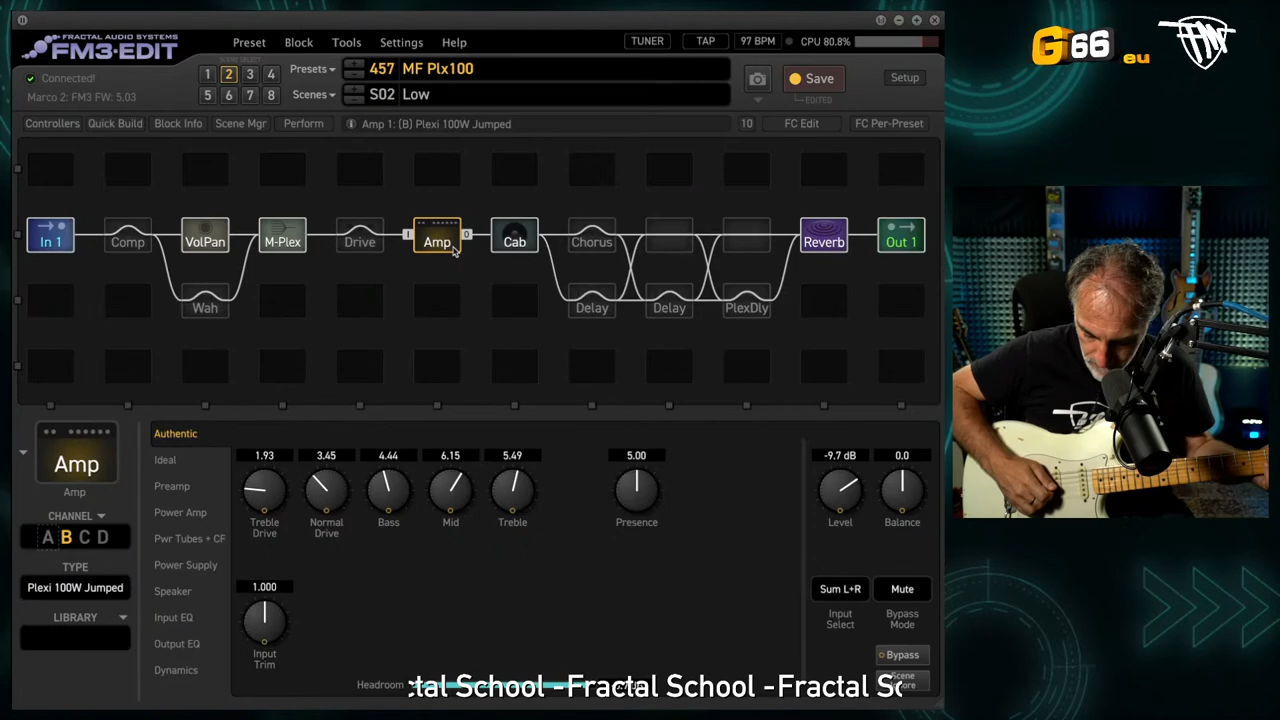 FRACTAL AUDIO SYSTEMS
FM3-EDIT
Preset Block Tools Settings Help
TUNER TAP 97 BPM CPU 80.8%
Connected!
Marco 2: FM3 FW: 5.03
SCENE SELECT
1 2 3 4
5 6 7 8
Presets 457 MF Plx100
Scenes S02 Low
Save
EDITED
Setup
Controllers Quick Build Block Info Scene Mgr Perform
Amp 1: (B) Plexi 100W Jumped
10 FC Edit FC Per-Preset
In 1 Comp VolPan M-Plex Drive I Amp O Cab Chorus Reverb Out 1
Wah Delay Delay PlexDly
Amp
Amp
CHANNEL
A B C D
TYPE
Plexi 100W Jumped
LIBRARY
Authentic
Ideal
Preamp
Power Amp
Pwr Tubes + CF
Power Supply
Speaker
Input EQ
Output EQ
Dynamics
1.93 3.45 4.44 6.15 5.49 5.00 -9.7 dB 0.0
Treble Drive Normal Drive Bass Mid Treble Presence Level Balance
1.000
Input Trim
Sum L+R Mute
Input Select Bypass Mode
Bypass
Scene
Headroom
ctal School -Fractal School -Fractal Sc
G66
eu